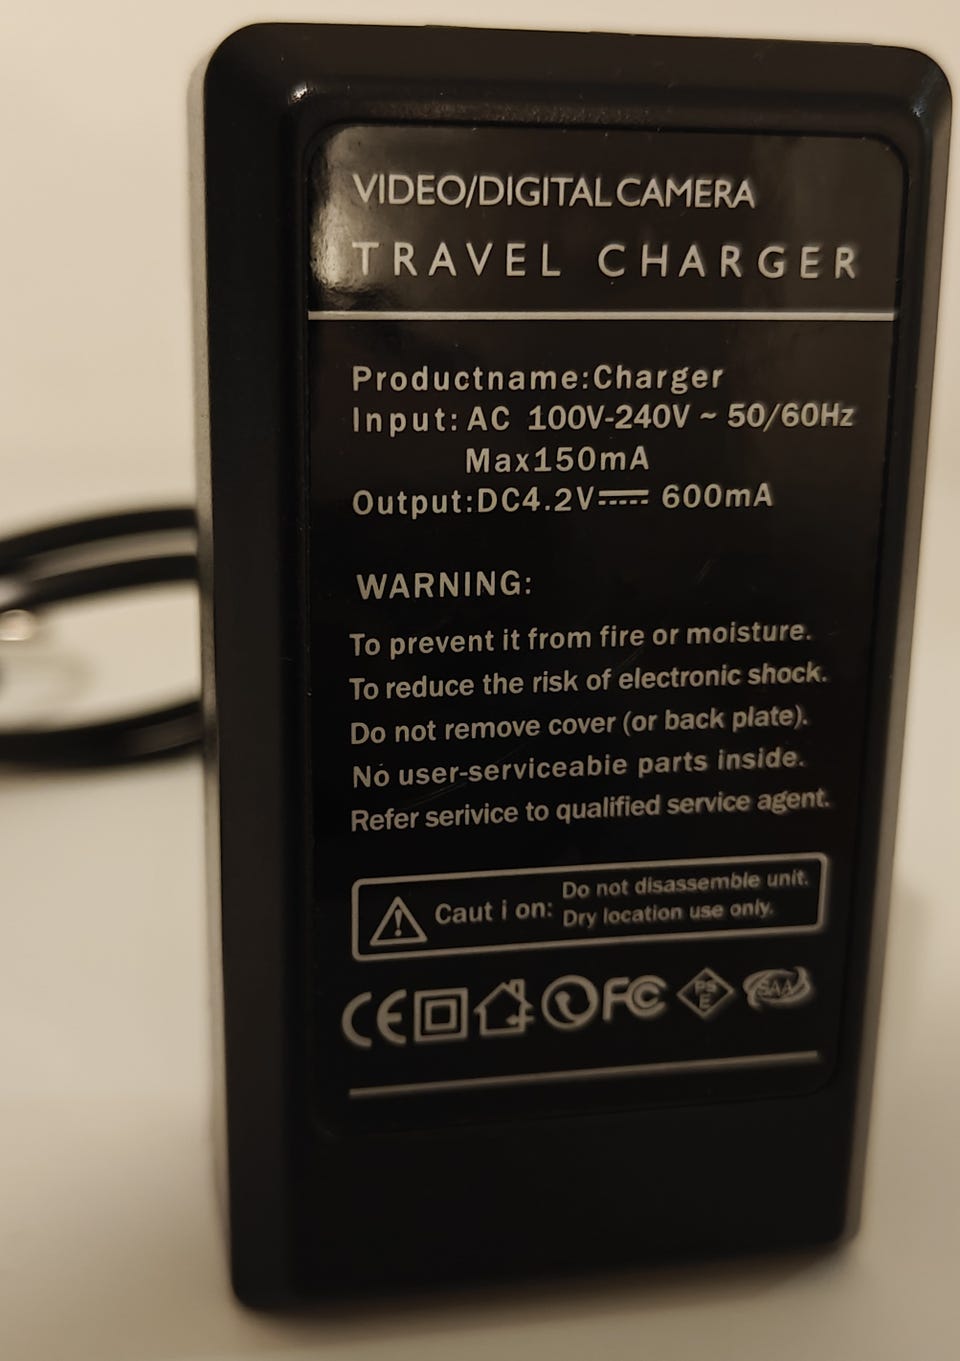 VIDEO/DIGITAL CAMERA
TRAVEL CHARGER
Productname:Charger
Input: AC 100V-240V ~ 50/60Hz
Max150mA
Output:DC4.2V⎓ 600mA
WARNING:
To prevent it from fire or moisture.
To reduce the risk of electronic shock.
Do not remove cover (or back plate).
No user-serviceabie parts inside.
Refer serivice to qualified service agent.
Caut i on: Do not disassemble unit.
Dry location use only.
CE FC PS E SAA